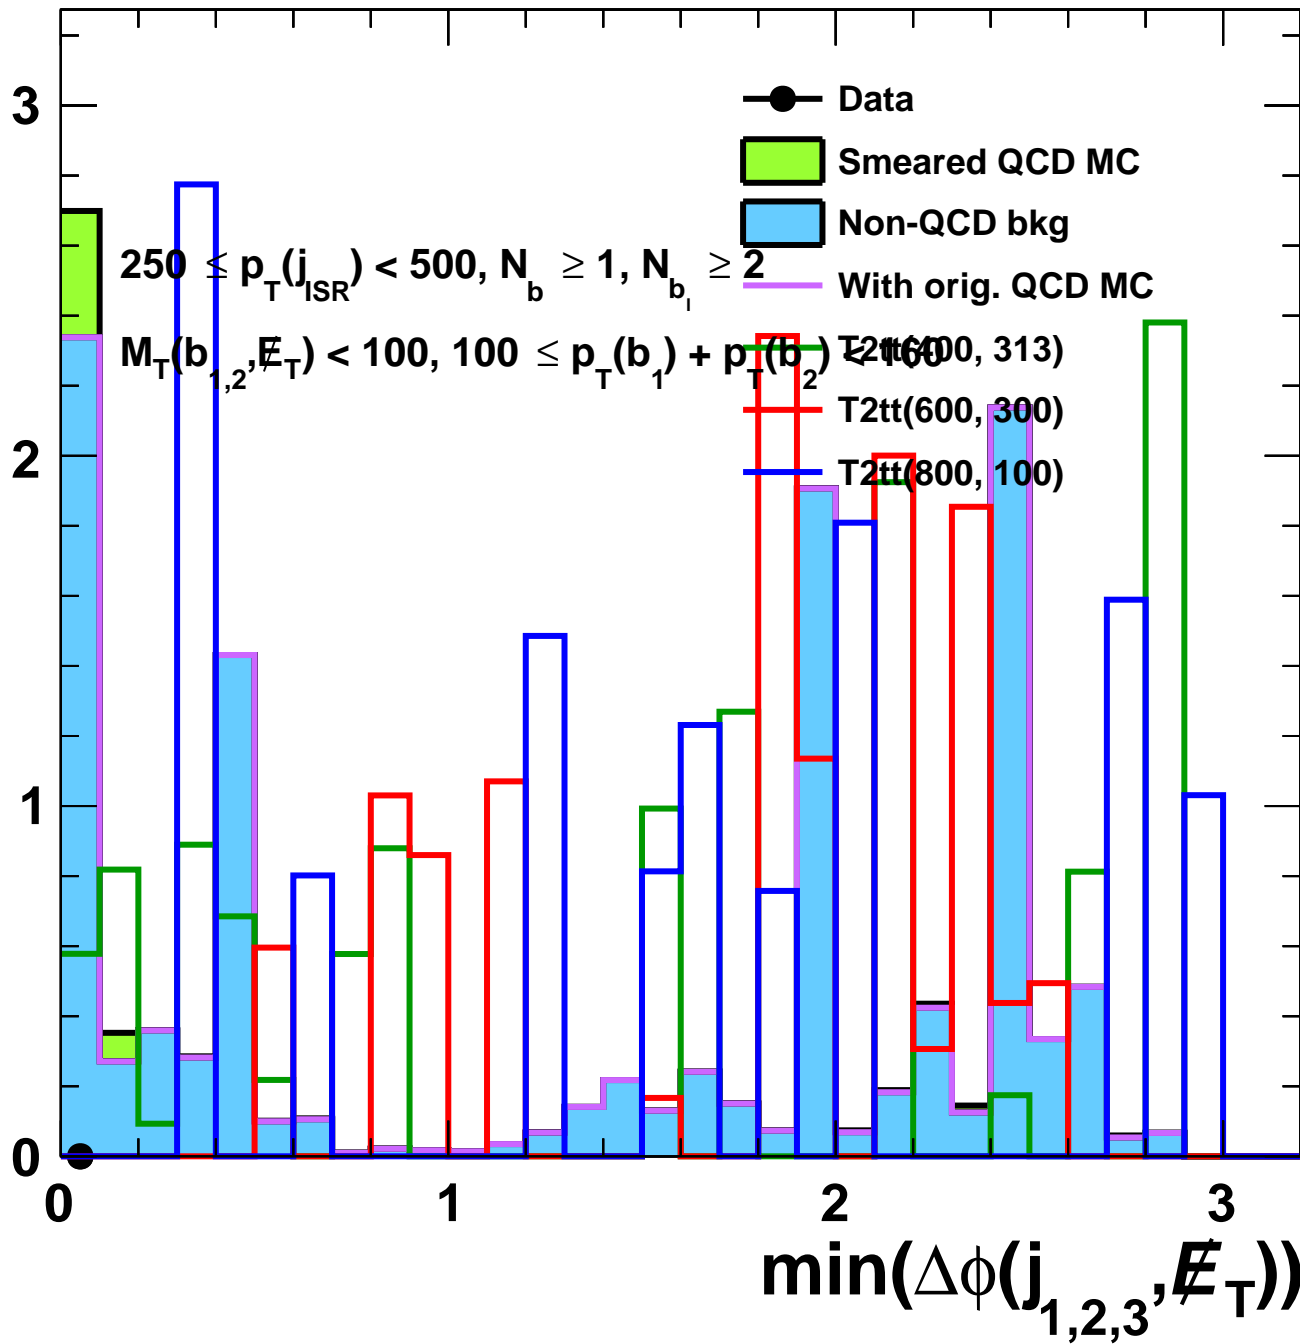 3
2
1
0
0 1 2 3
Data
Smeared QCD MC
Non-QCD bkg
With orig. QCD MC
T2tt(400, 313)
T2tt(600, 300)
T2tt(800, 100)
250 ≤ p_T(j_ISR) < 500, N_b ≥ 1, N_b_l ≥ 2
M_T(b_1,2,E̸_T) < 100, 100 ≤ p_T(b_1) + p_T(b_2) < 160
min(Δϕ(j_1,2,3,E̸_T))